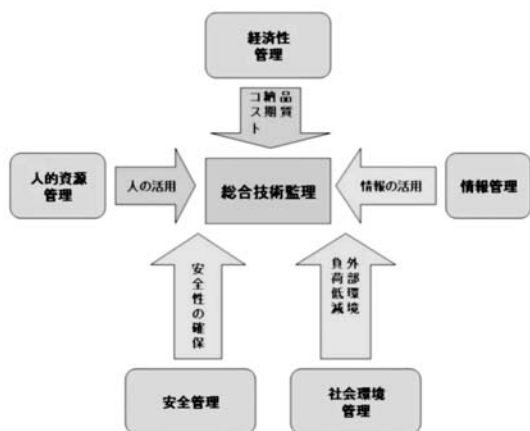 経済性
管理
品質
納期
コスト
人的資源
管理
人の活用
総合技術監理
情報の活用
情報管理
安全性の確保
外部環境
負荷低減
安全管理
社会環境
管理